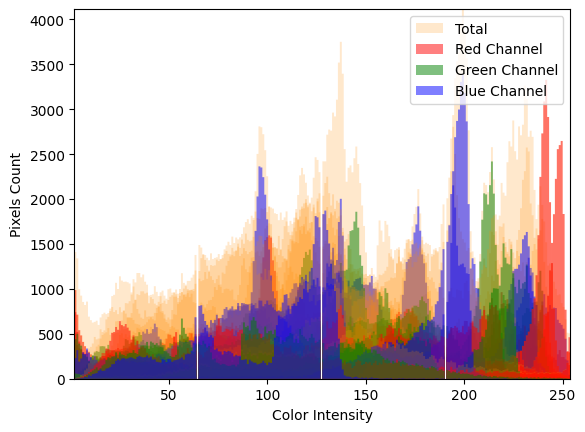 4000
3500
3000
2500
2000
1500
1000
500
0
Pixels Count
50
100
150
200
250
Color Intensity
Total
Red Channel
Green Channel
Blue Channel